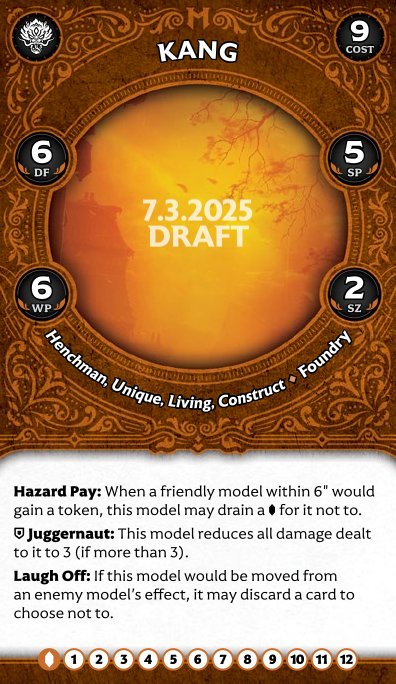 KANG
9
COST
6
DF
5
SP
7.3.2025
DRAFT
6
WP
2
SZ
Henchman, Unique, Living, Construct ♦ Foundry
Hazard Pay: When a friendly model within 6" would
gain a token, this model may drain a for it not to.
Juggernaut: This model reduces all damage dealt
to it to 3 (if more than 3).
Laugh Off: If this model would be moved from
an enemy model's effect, it may discard a card to
choose not to.
1 2 3 4 5 6 7 8 9 10 11 12